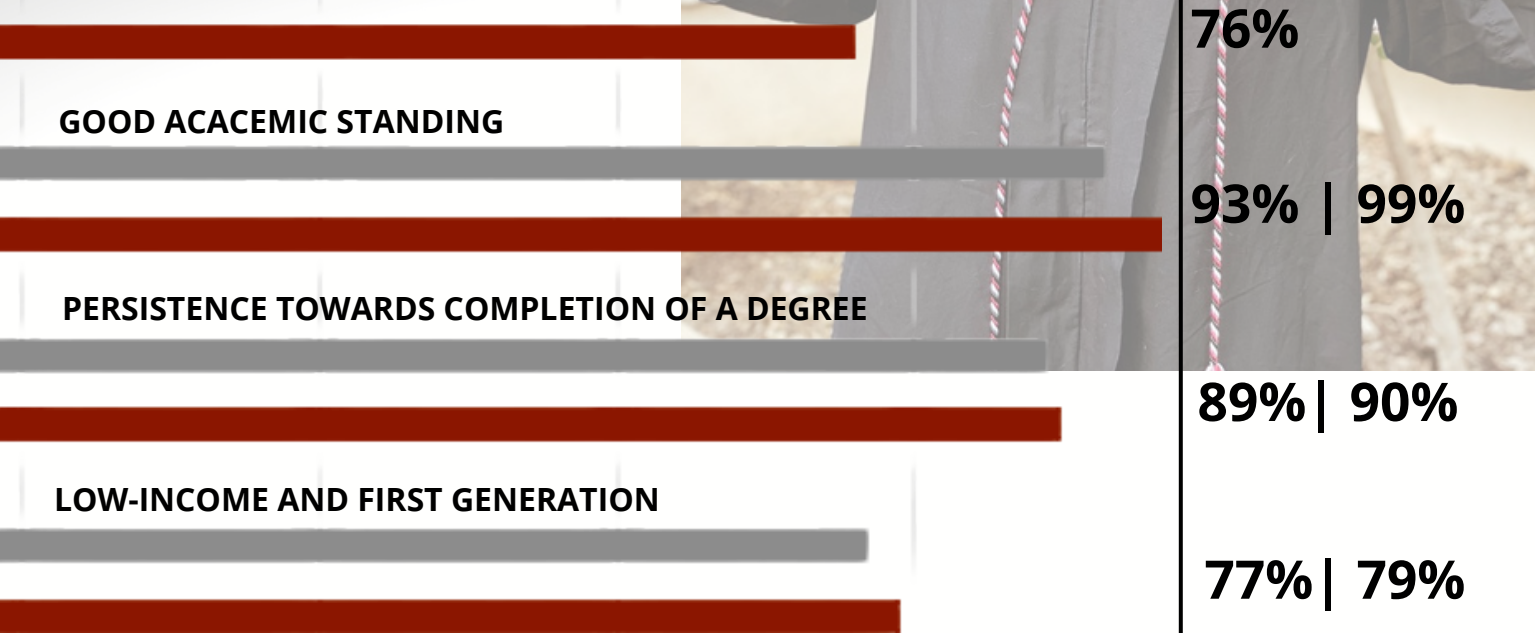 76%
GOOD ACACEMIC STANDING
93% | 99%
PERSISTENCE TOWARDS COMPLETION OF A DEGREE
89%| 90%
LOW-INCOME AND FIRST GENERATION
77%| 79%